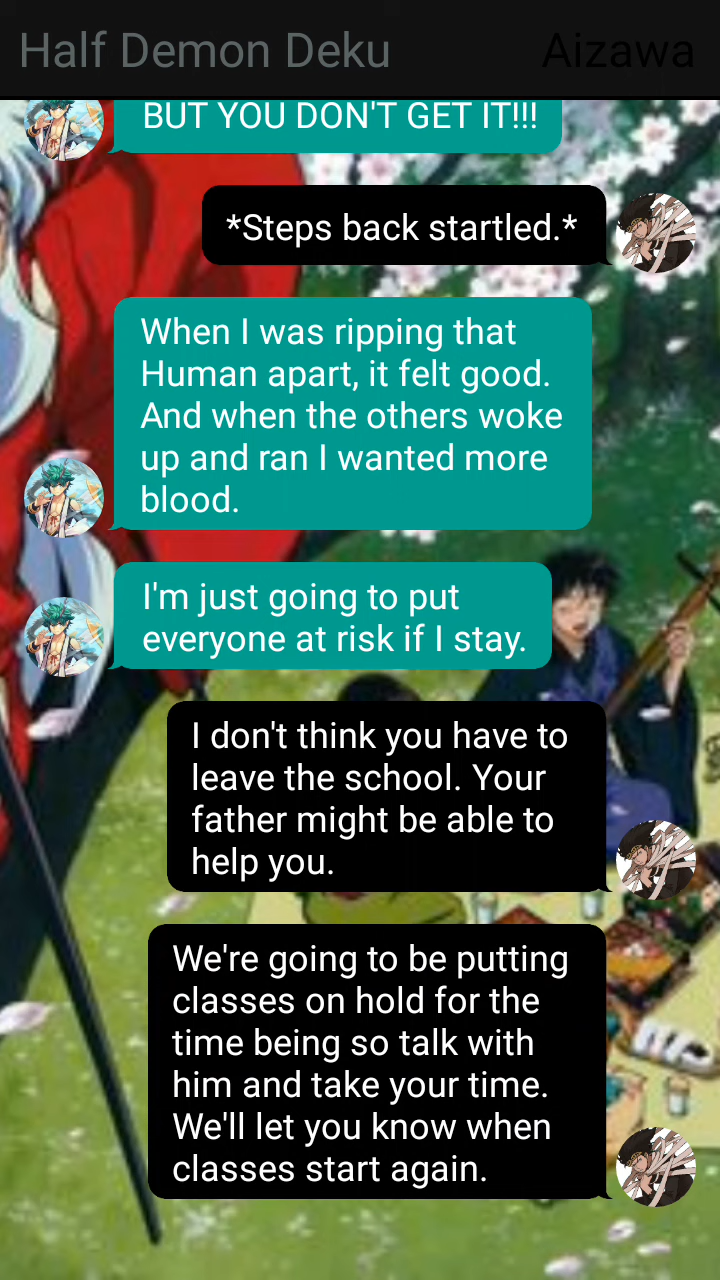 Half Demon Deku
Aizawa
BUT YOU DON'T GET IT!!!
*Steps back startled.*
When I was ripping that
Human apart, it felt good.
And when the others woke
up and ran I wanted more
blood.
I'm just going to put
everyone at risk if I stay.
I don't think you have to
leave the school. Your
father might be able to
help you.
We're going to be putting
classes on hold for the
time being so talk with
him and take your time.
We'll let you know when
classes start again.